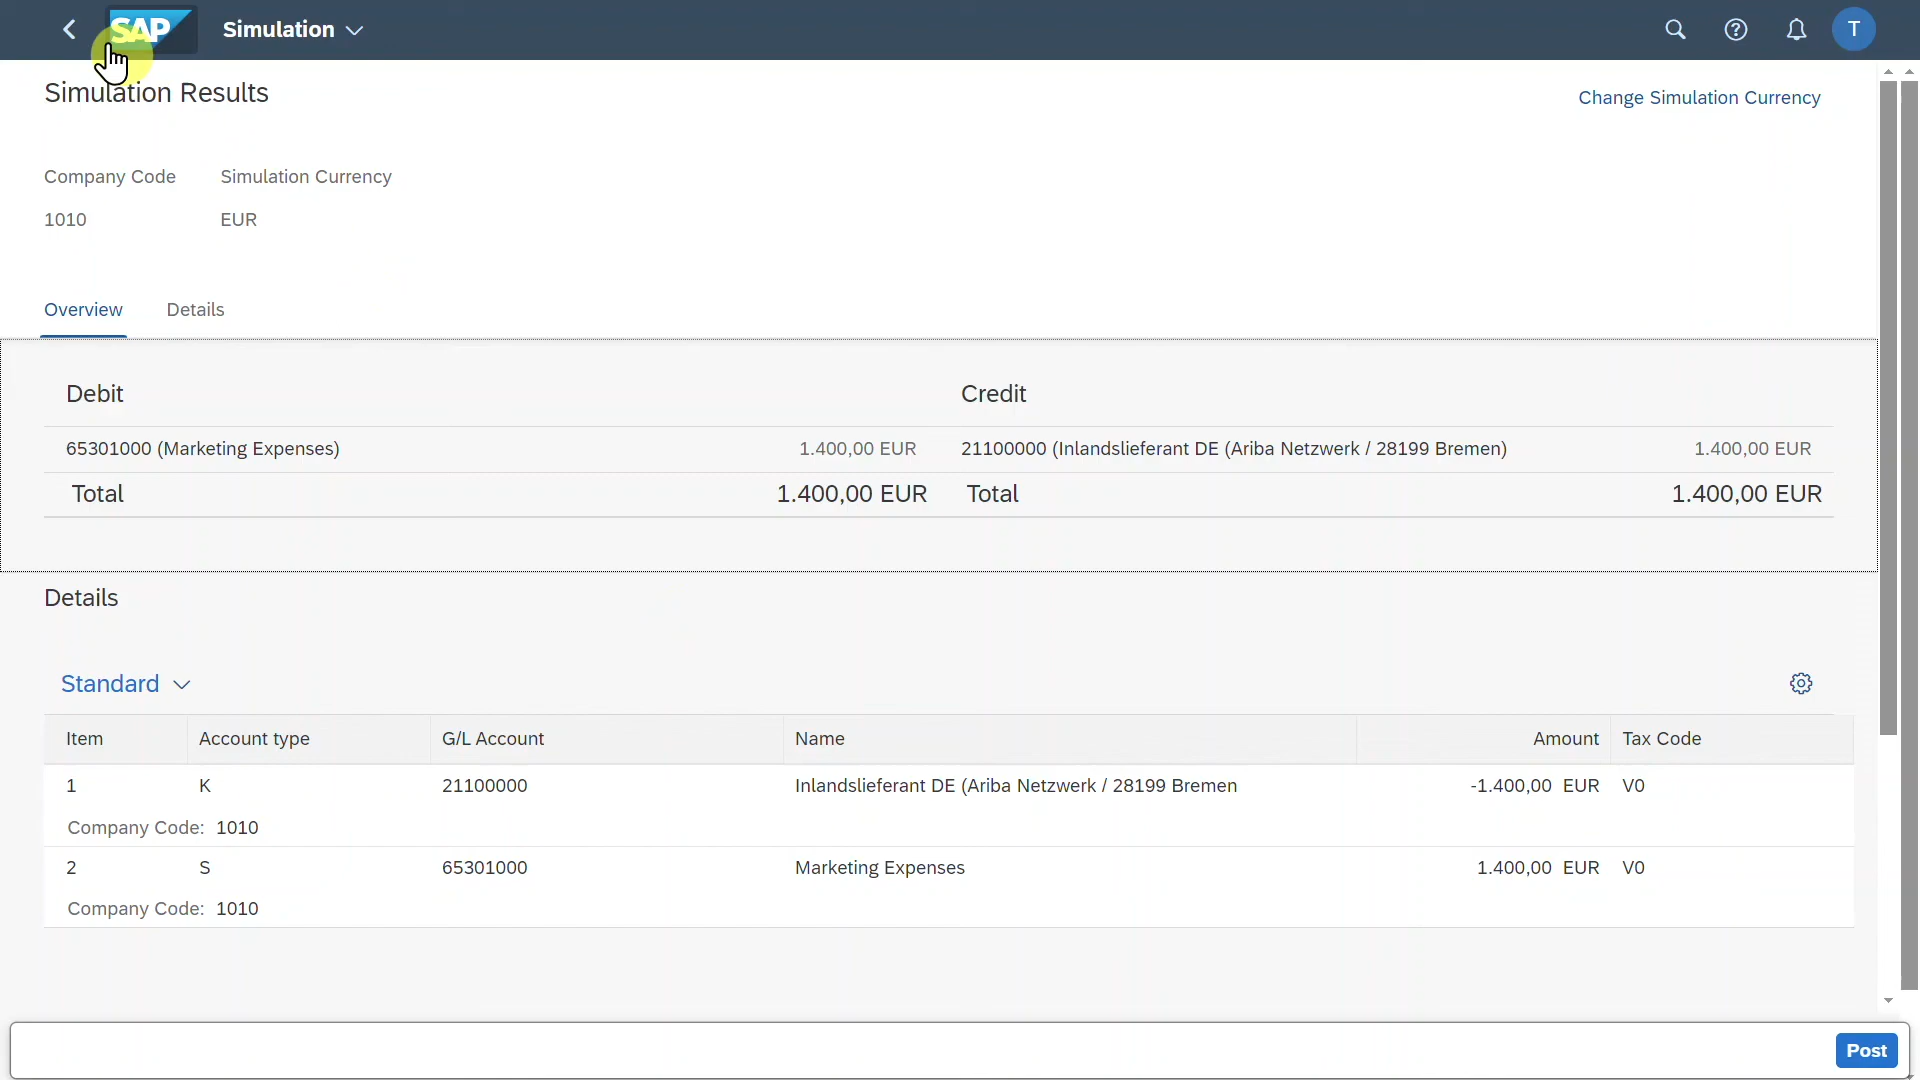 SAP Simulation T
Simulation Results
Change Simulation Currency
Company Code Simulation Currency
1010 EUR
Overview Details
Debit Credit
65301000 (Marketing Expenses) 1.400,00 EUR 21100000 (Inlandslieferant DE (Ariba Netzwerk / 28199 Bremen) 1.400,00 EUR
Total 1.400,00 EUR Total 1.400,00 EUR
Details
Standard
Item Account type G/L Account Name Amount Tax Code
1 K 21100000 Inlandslieferant DE (Ariba Netzwerk / 28199 Bremen -1.400,00 EUR V0
Company Code: 1010
2 S 65301000 Marketing Expenses 1.400,00 EUR V0
Company Code: 1010
Post